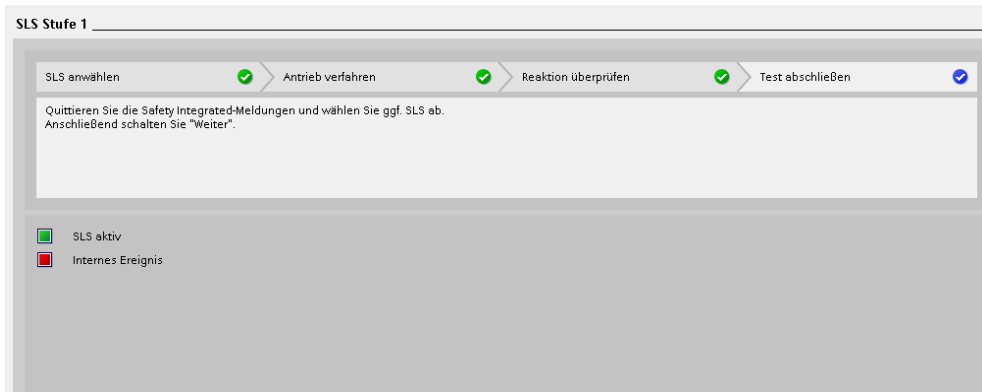 SLS Stufe 1
SLS anwählen
Antrieb verfahren
Reaktion überprüfen
Test abschließen
Quittieren Sie die Safety Integrated-Meldungen und wählen Sie ggf. SLS ab.
Anschließend schalten Sie "Weiter".
SLS aktiv
Internes Ereignis